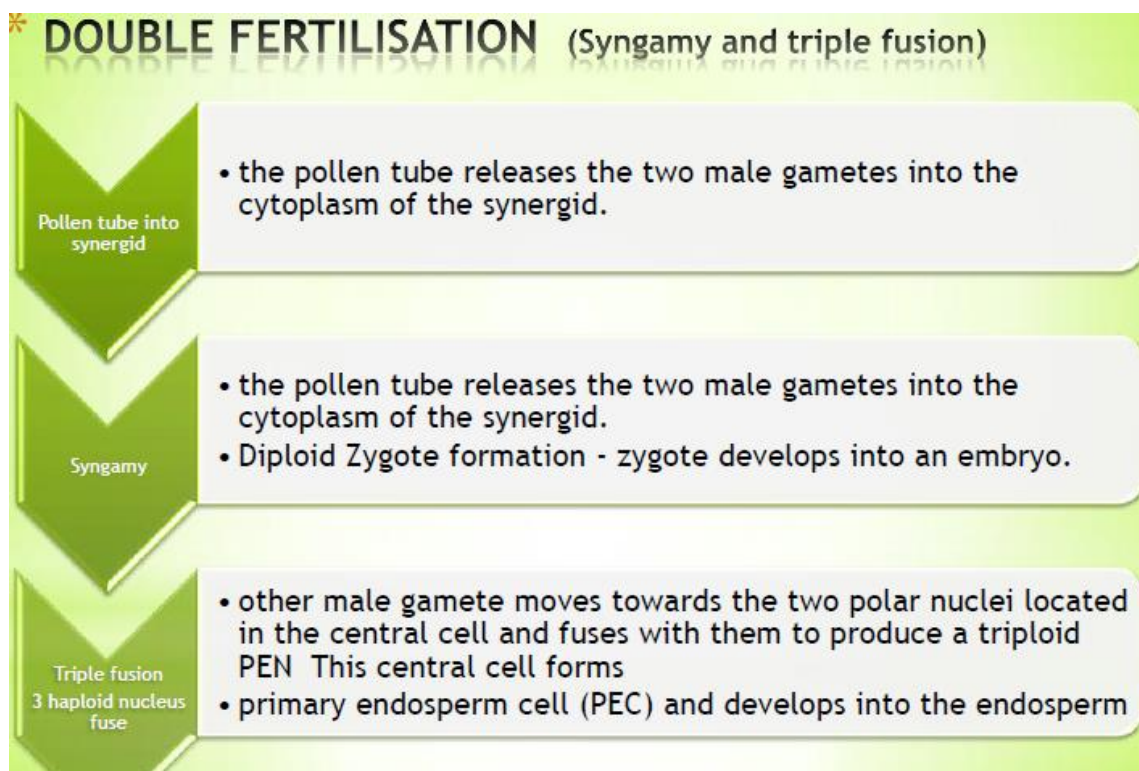 * DOUBLE FERTILISATION (Syngamy and triple fusion)
Pollen tube into
synergid
• the pollen tube releases the two male gametes into the
cytoplasm of the synergid.
Syngamy
• the pollen tube releases the two male gametes into the
cytoplasm of the synergid.
• Diploid Zygote formation - zygote develops into an embryo.
Triple fusion
3 haploid nucleus
fuse
• other male gamete moves towards the two polar nuclei located
in the central cell and fuses with them to produce a triploid
PEN This central cell forms
• primary endosperm cell (PEC) and develops into the endosperm